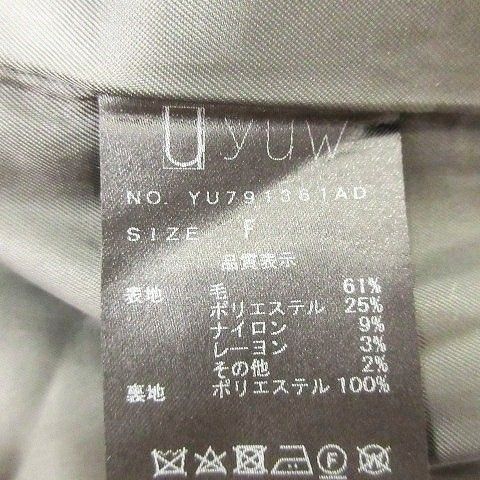 U yuw
NO. YU791361AD
SIZE F
品質表示
表地 毛 61%
ポリエステル 25%
ナイロン 9%
レーヨン 3%
その他 2%
裏地 ポリエステル 100%